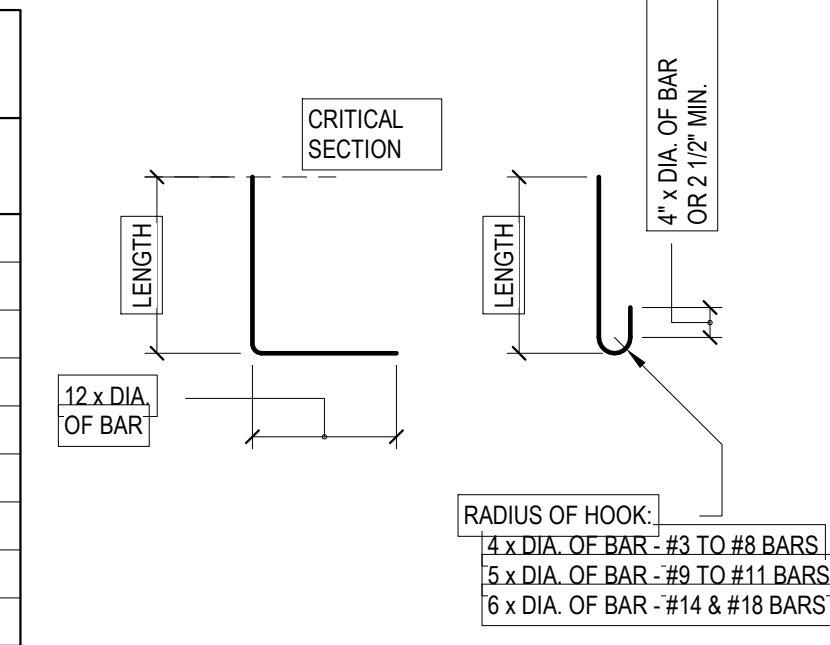 CRITICAL
SECTION
4" x DIA. OF BAR
OR 2 1/2" MIN.
LENGTH
LENGTH
12 x DIA.
OF BAR
RADIUS OF HOOK:
4 x DIA. OF BAR - #3 TO #8 BARS
5 x DIA. OF BAR - #9 TO #11 BARS
6 x DIA. OF BAR - #14 & #18 BARS